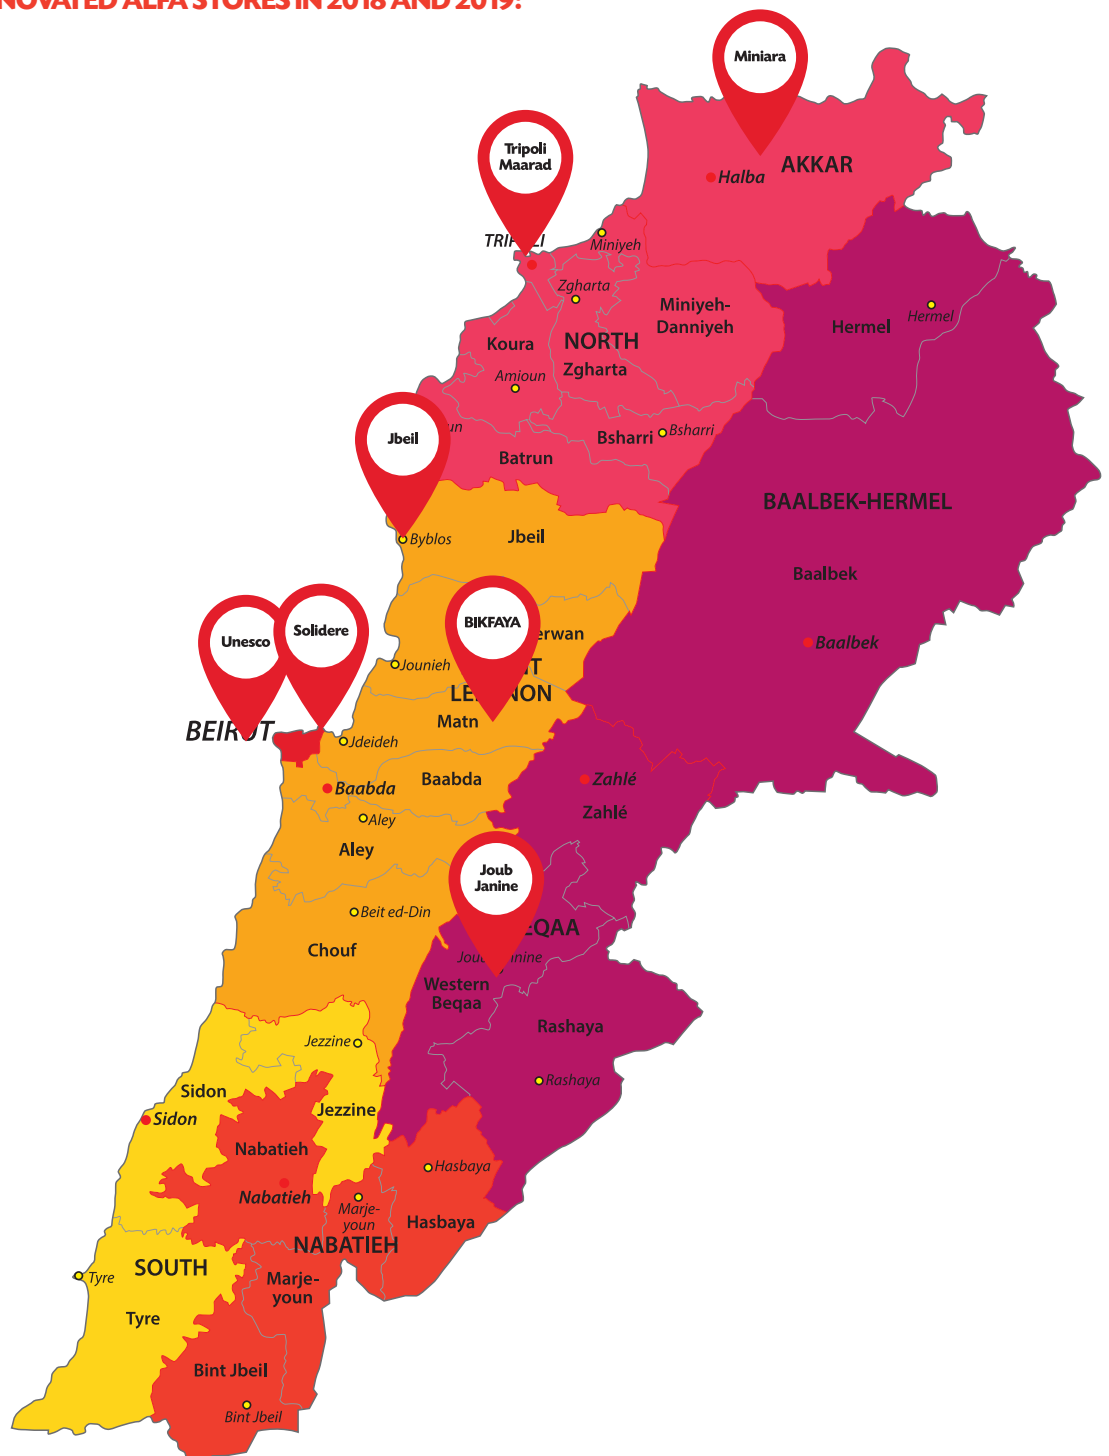 NOVATED ALFA STORES IN 2018 AND 2019:
Miniara
Tripoli
Maarad
AKKAR
Halba
Miniyeh
Zgharta
Miniyeh-
Danniyeh
Hermel
Hermel
Koura
NORTH
Zgharta
Amioun
Jbeil
Bsharri
Bsharri
Batrun
BAALBEK-HERMEL
Byblos
Jbeil
Baalbek
Baalbek
Unesco
Solidere
BIKFAYA
Jounieh
Matn
BEIRUT
Jdeideh
Baabda
Baabda
Zahlé
Zahlé
Aley
Aley
Joub
Janine
Beit ed-Din
Chouf
Western
Beqaa
Rashaya
Rashaya
Jezzine
Sidon
Jezzine
Sidon
Nabatieh
Nabatieh
Hasbaya
Marje-
youn
Hasbaya
NABATIEH
SOUTH
Tyre
Marje-
youn
Tyre
Bint Jbeil
Bint Jbeil